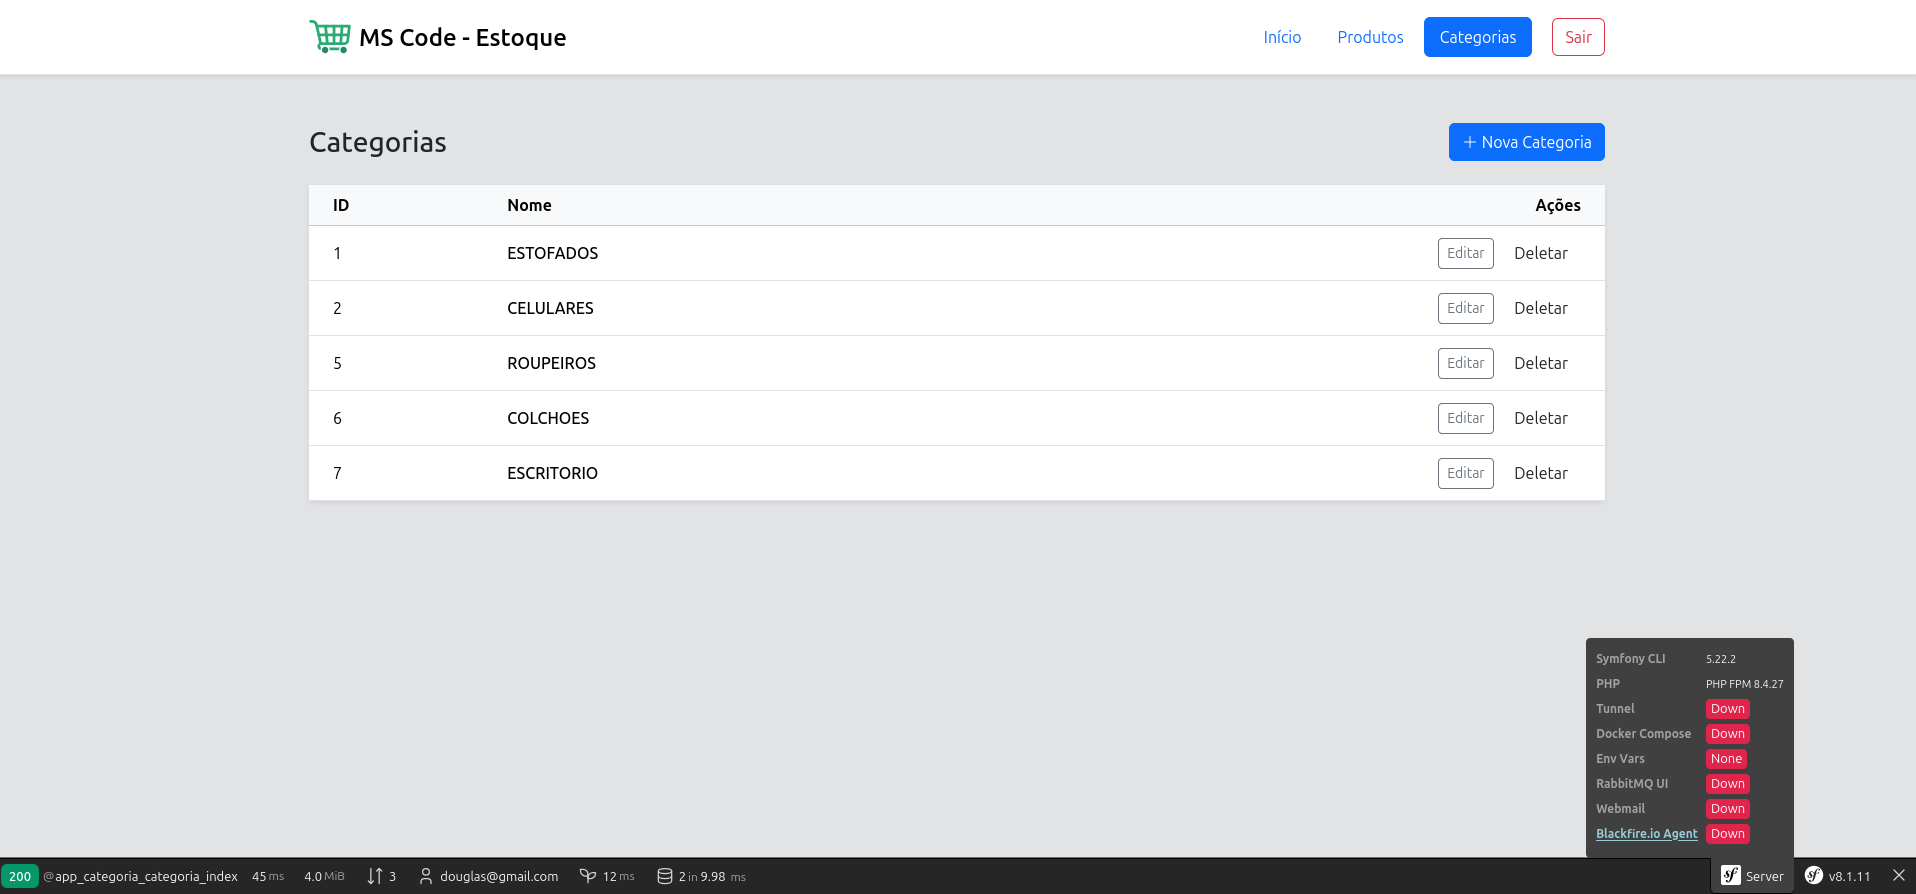 MS Code - Estoque
Início Produtos Categorias Sair
Categorias
+ Nova Categoria
ID Nome Ações
1 ESTOFADOS Editar Deletar
2 CELULARES Editar Deletar
5 ROUPEIROS Editar Deletar
6 COLCHOES Editar Deletar
7 ESCRITORIO Editar Deletar
Symfony CLI 5.22.2
PHP PHP FPM 8.4.27
Tunnel Down
Docker Compose Down
Env Vars None
RabbitMQ UI Down
Webmail Down
Blackfire.io Agent Down
200 @app_categoria_categoria_index 45 ms 4.0 MiB 3 douglas@gmail.com 12 ms 2 in 9.98 ms sf Server sf v8.1.11